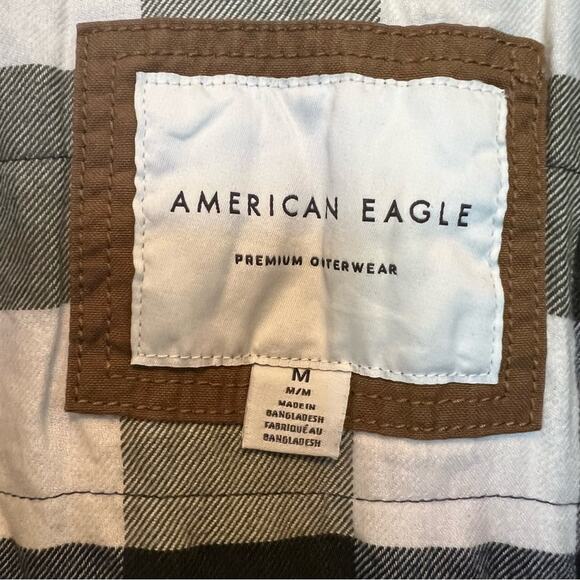 AMERICAN EAGLE
PREMIUM OUTERWEAR
M
M/M
MADE IN
BANGLADESH
FABRIQUÉ AU
BANGLADESH